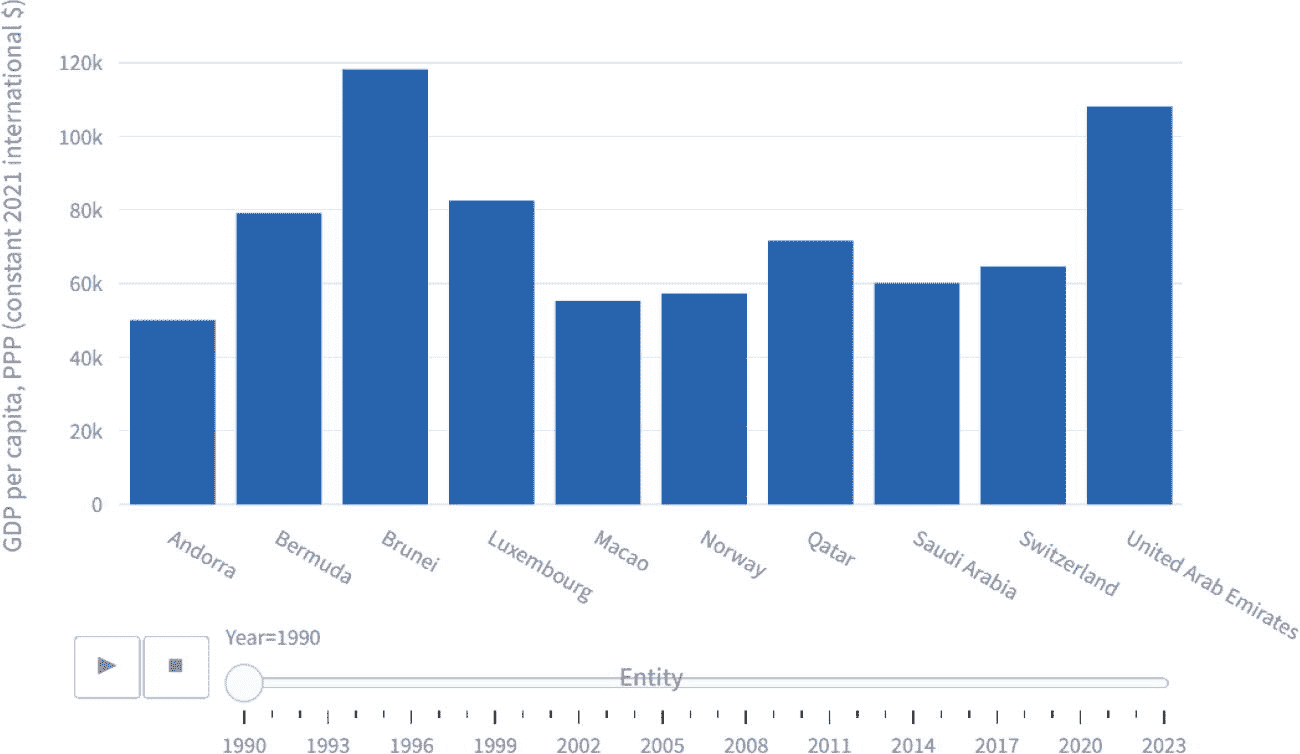 GDP per capita, PPP (constant 2021 international $)
120k
100k
80k
60k
40k
20k
0
Andorra
Bermuda
Brunei
Luxembourg
Macao
Norway
Qatar
Saudi Arabia
Switzerland
United Arab Emirates
Year=1990
Entity
1990 1993 1996 1999 2002 2005 2008 2011 2014 2017 2020 2023